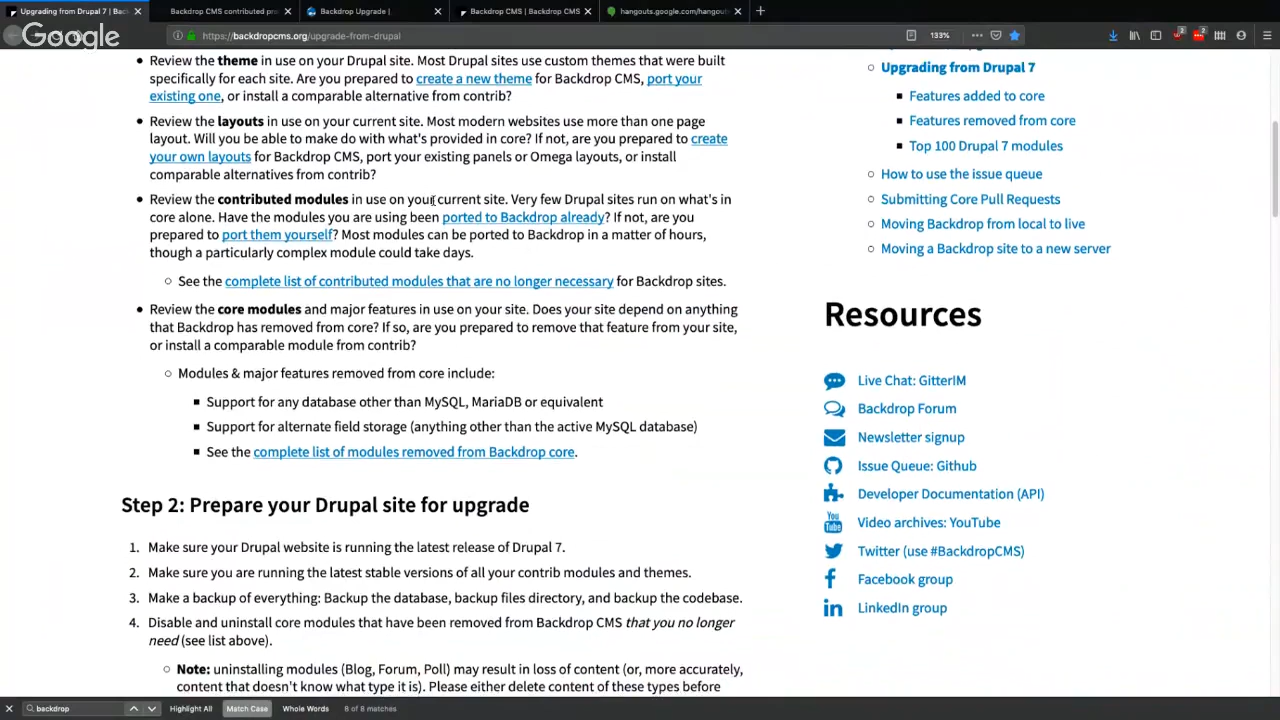 Upgrading from Drupal 7 | Bac
Backdrop CMS contributed pro
Backdrop Upgrade |
Backdrop CMS | Backdrop CMS
hangouts.google.com/hangout
Google
https://backdropcms.org/upgrade-from-drupal
133%
Review the theme in use on your Drupal site. Most Drupal sites use custom themes that were built
specifically for each site. Are you prepared to create a new theme for Backdrop CMS, port your
existing one, or install a comparable alternative from contrib?
Review the layouts in use on your current site. Most modern websites use more than one page
layout. Will you be able to make do with what's provided in core? If not, are you prepared to create
your own layouts for Backdrop CMS, port your existing panels or Omega layouts, or install
comparable alternatives from contrib?
Review the contributed modules in use on your current site. Very few Drupal sites run on what's in
core alone. Have the modules you are using been ported to Backdrop already? If not, are you
prepared to port them yourself? Most modules can be ported to Backdrop in a matter of hours,
though a particularly complex module could take days.
See the complete list of contributed modules that are no longer necessary for Backdrop sites.
Review the core modules and major features in use on your site. Does your site depend on anything
that Backdrop has removed from core? If so, are you prepared to remove that feature from your site,
or install a comparable module from contrib?
Modules & major features removed from core include:
Support for any database other than MySQL, MariaDB or equivalent
Support for alternate field storage (anything other than the active MySQL database)
See the complete list of modules removed from Backdrop core.
Step 2: Prepare your Drupal site for upgrade
1. Make sure your Drupal website is running the latest release of Drupal 7.
2. Make sure you are running the latest stable versions of all your contrib modules and themes.
3. Make a backup of everything: Backup the database, backup files directory, and backup the codebase.
4. Disable and uninstall core modules that have been removed from Backdrop CMS that you no longer
need (see list above).
Note: uninstalling modules (Blog, Forum, Poll) may result in loss of content (or, more accurately,
content that doesn't know what type it is). Please either delete content of these types before
Upgrading from Drupal 7
Features added to core
Features removed from core
Top 100 Drupal 7 modules
How to use the issue queue
Submitting Core Pull Requests
Moving Backdrop from local to live
Moving a Backdrop site to a new server
Resources
Live Chat: GitterIM
Backdrop Forum
Newsletter signup
Issue Queue: Github
Developer Documentation (API)
Video archives: YouTube
Twitter (use #BackdropCMS)
Facebook group
LinkedIn group
backdrop
Highlight All
Match Case
Whole Words
8 of 8 matches